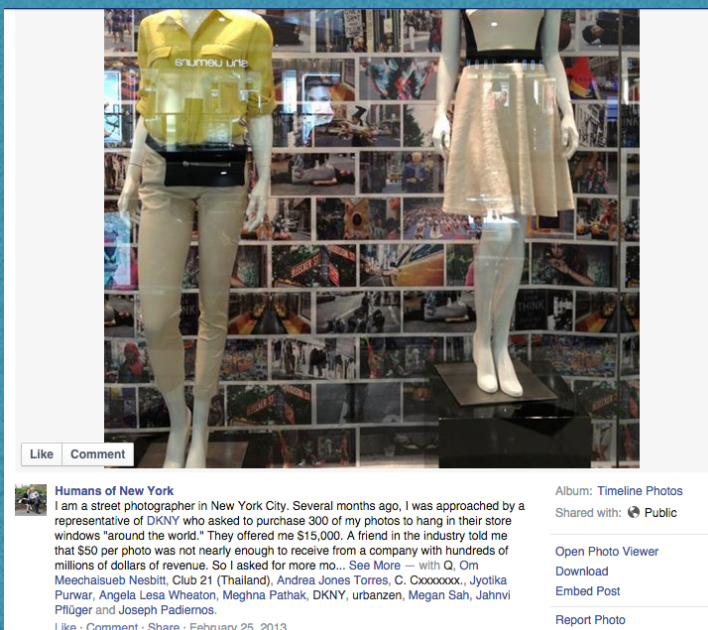 shu uemura
BLEECKER ST
THINK
THINK
Like Comment
Humans of New York
I am a street photographer in New York City. Several months ago, I was approached by a
representative of DKNY who asked to purchase 300 of my photos to hang in their store
windows "around the world." They offered me $15,000. A friend in the industry told me
that $50 per photo was not nearly enough to receive from a company with hundreds of
millions of dollars of revenue. So I asked for more mo... See More — with Q, Om
Meechaisueb Nesbitt, Club 21 (Thailand), Andrea Jones Torres, C. Cxxxxxxx., Jyotika
Purwar, Angela Lesa Wheaton, Meghna Pathak, DKNY, urbanzen, Megan Sah, Jahnvi
Pflüger and Joseph Padiernos.
Like · Comment · Share · February 25, 2013
Album: Timeline Photos
Shared with: Public
Open Photo Viewer
Download
Embed Post
Report Photo